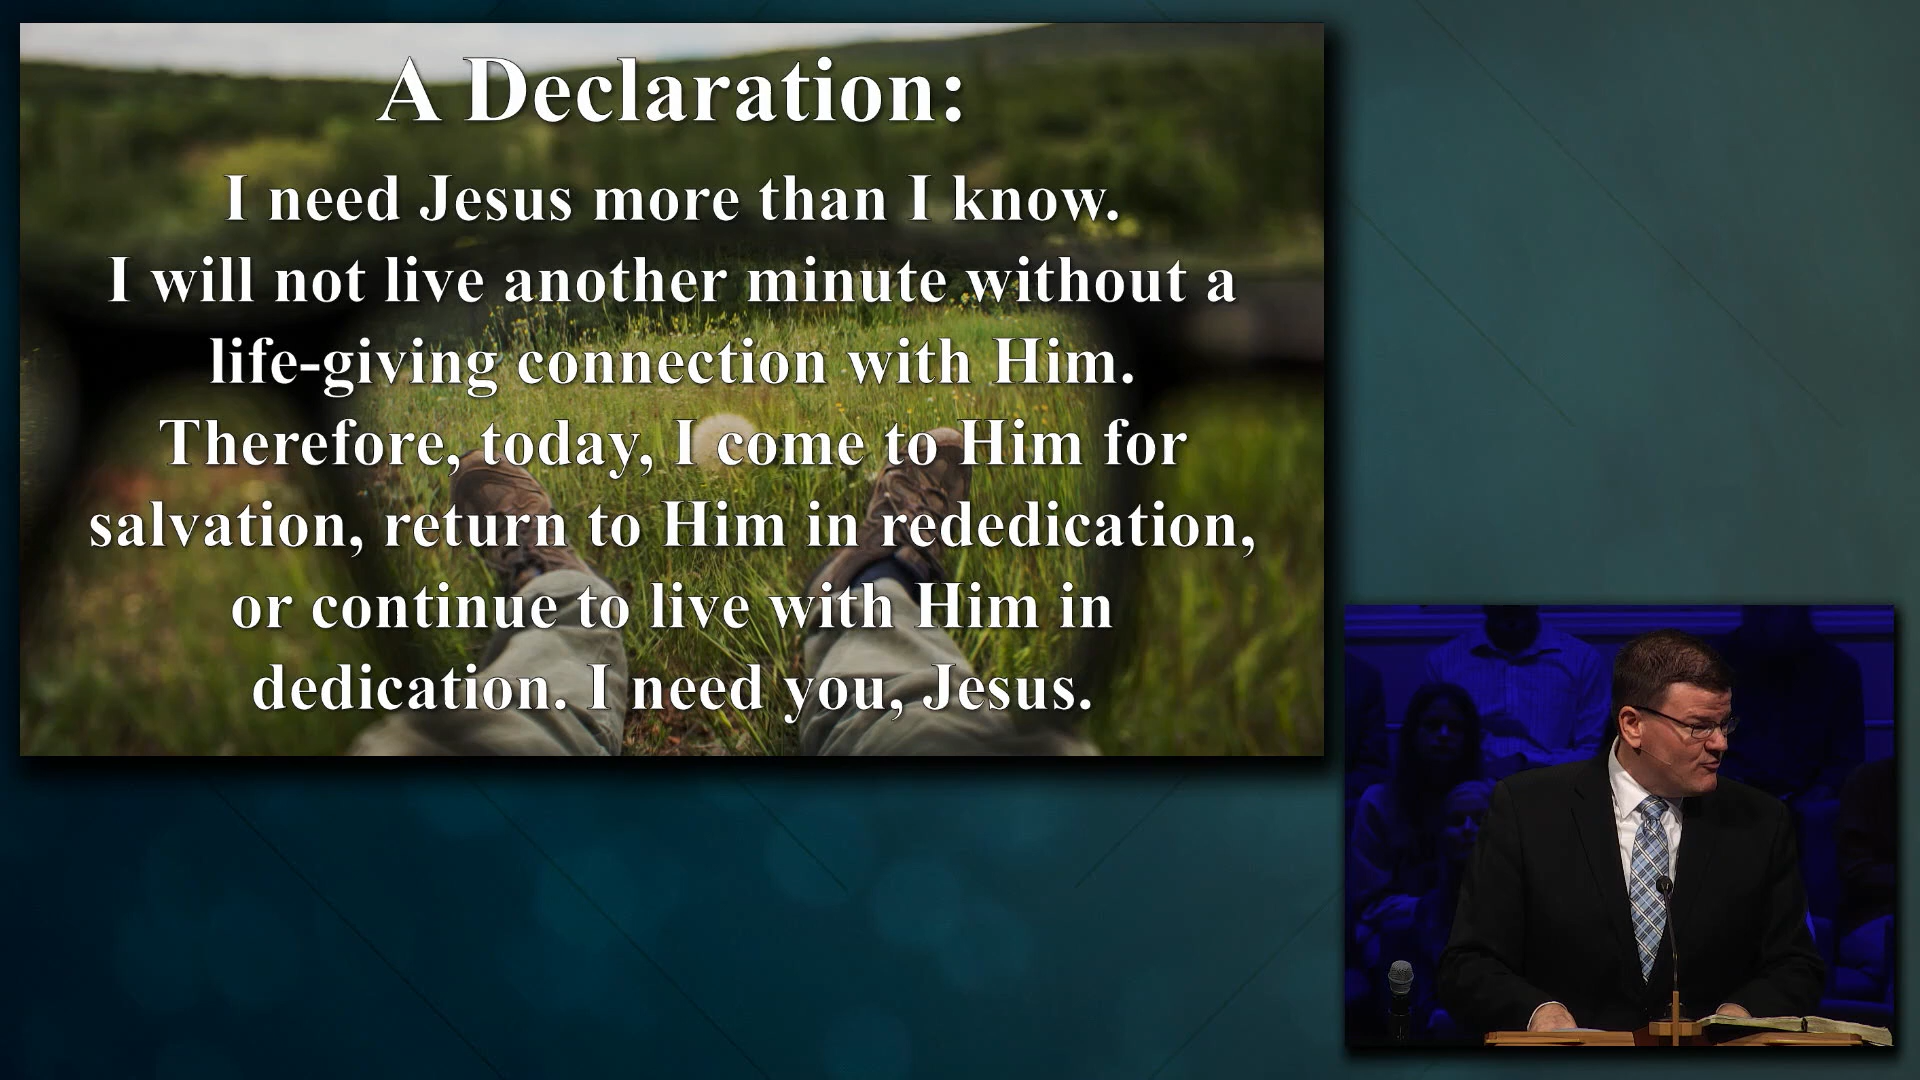 A Declaration:
I need Jesus more than I know.
I will not live another minute without a
life-giving connection with Him.
Therefore, today, I come to Him for
salvation, return to Him in rededication,
or continue to live with Him in
dedication. I need you, Jesus.